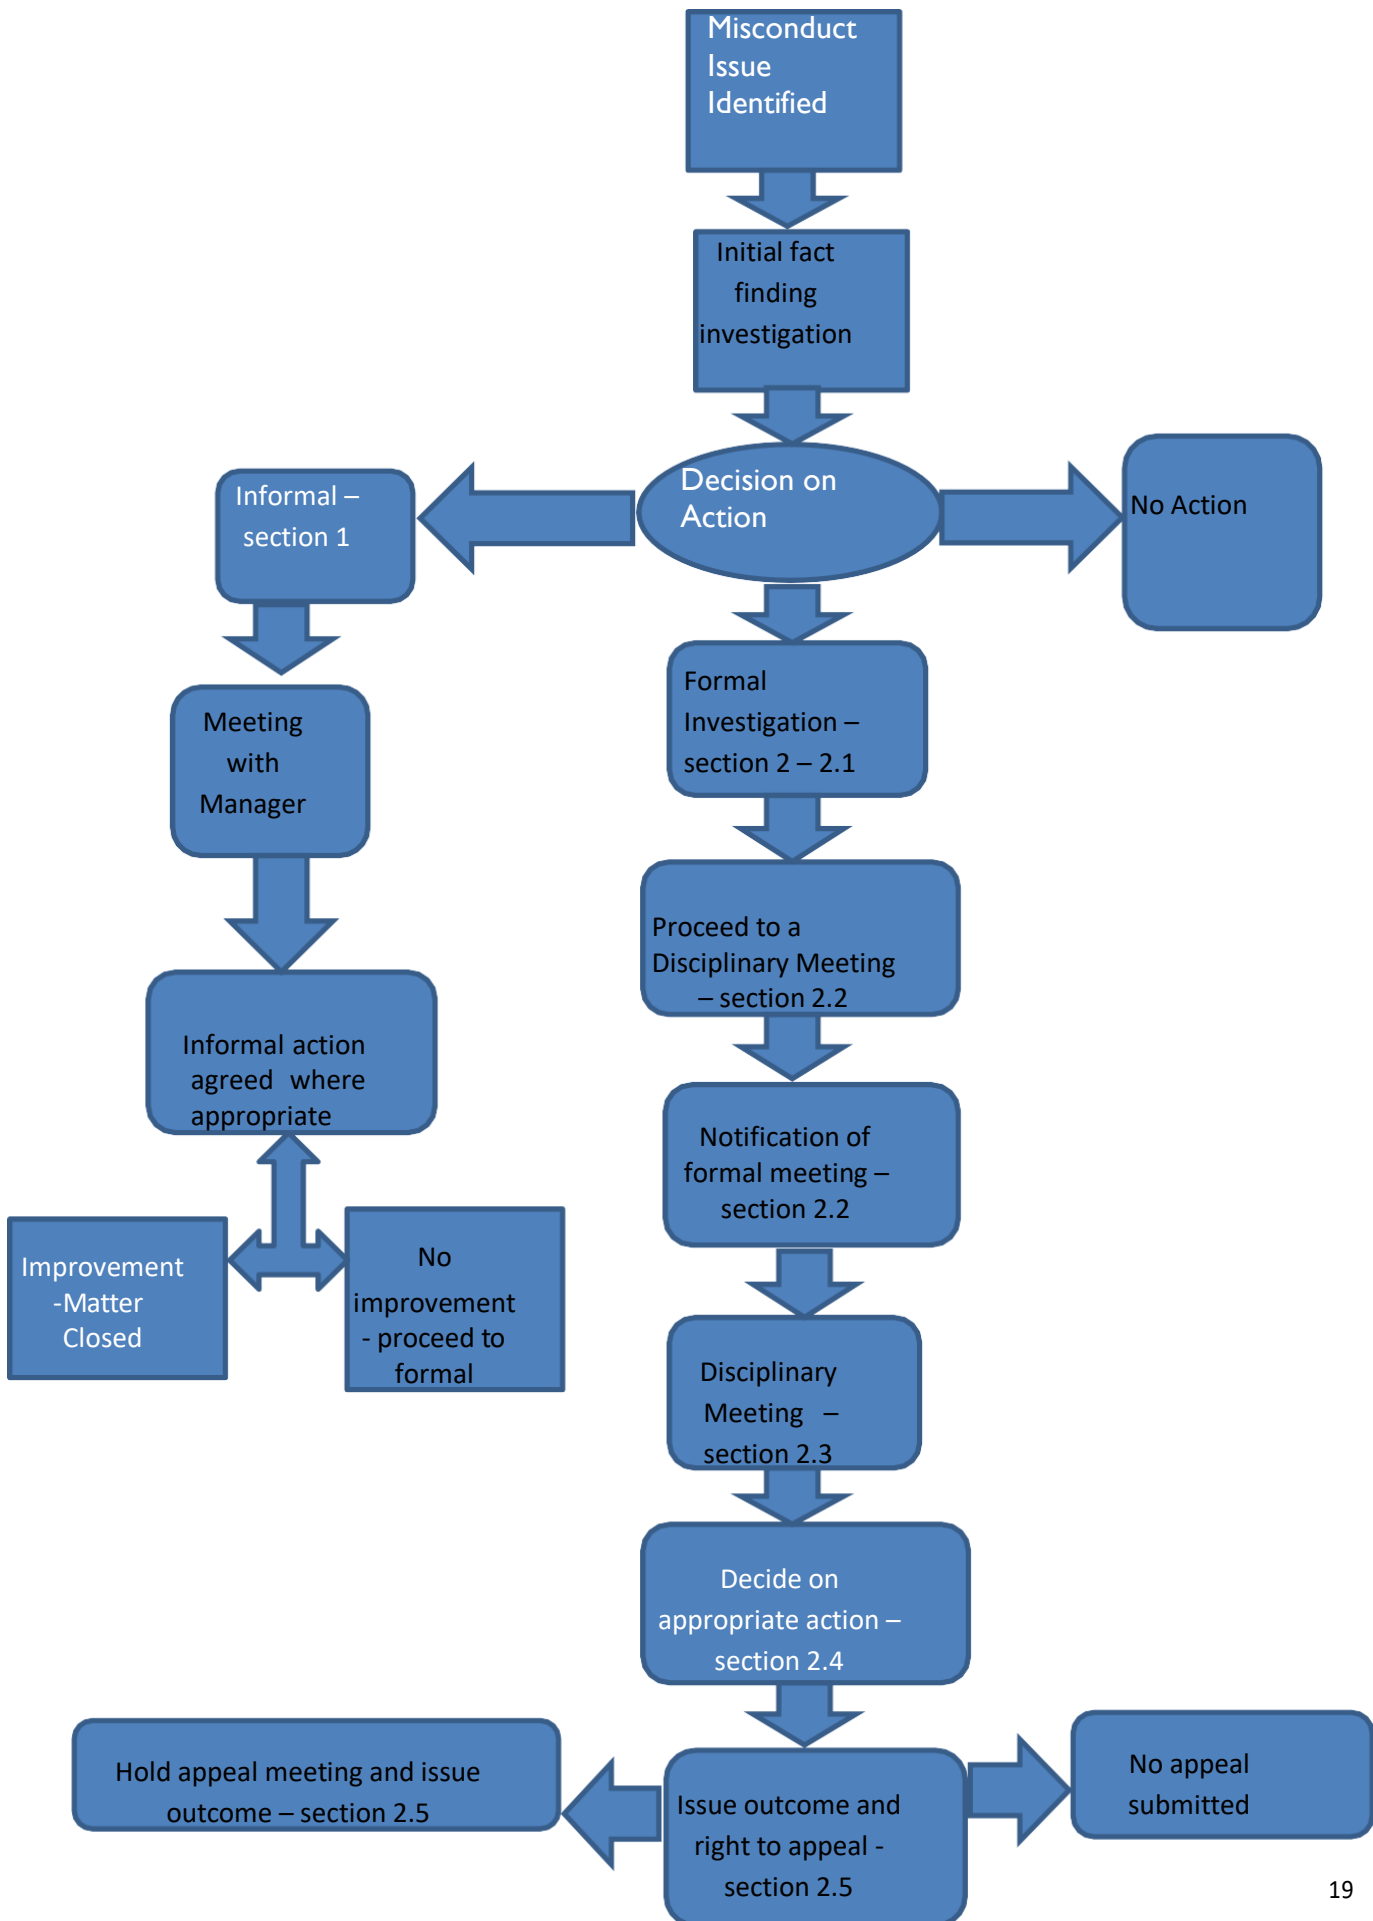 Misconduct
Issue
Identified
Initial fact
finding
investigation
Decision on
Action
Informal –
section 1
No Action
Meeting
with
Manager
Formal
Investigation –
section 2 – 2.1
Proceed to a
Disciplinary Meeting
– section 2.2
Informal action
agreed where
appropriate
Notification of
formal meeting –
section 2.2
Improvement
-Matter
Closed
No
improvement
- proceed to
formal
Disciplinary
Meeting –
section 2.3
Decide on
appropriate action –
section 2.4
Hold appeal meeting and issue
outcome – section 2.5
Issue outcome and
right to appeal -
section 2.5
No appeal
submitted
19